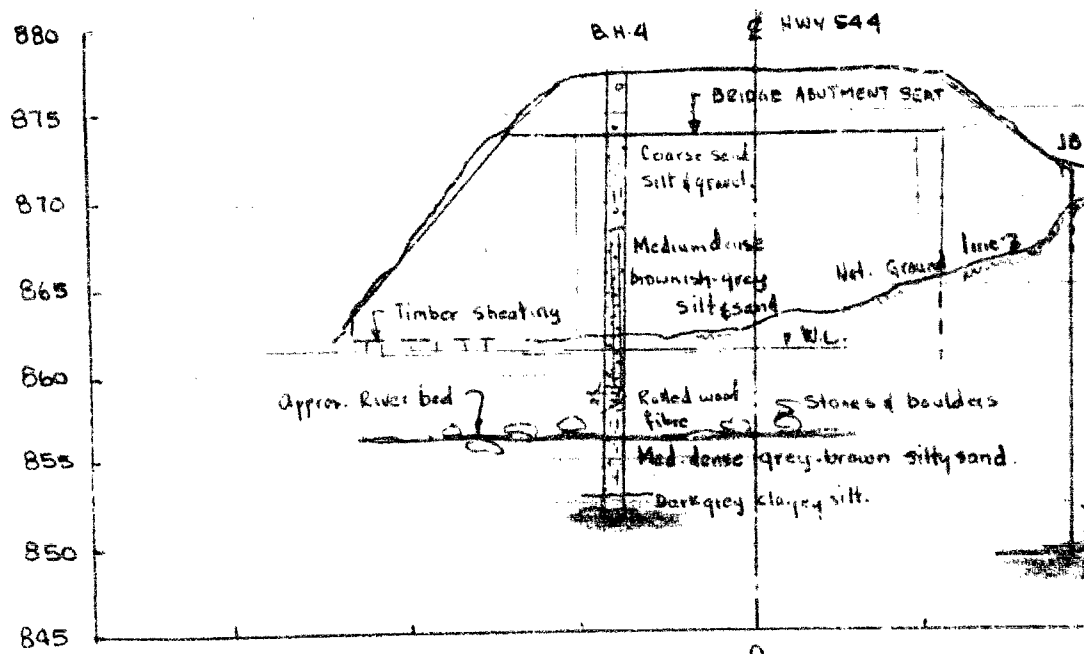 880
B.H.4
℄ HWY 544
BRIDGE ABUTMENT SEAT
875
JB
Coarse sand
silt & gravel.
870
Medium dense
brownish-grey
silt & sand
Nat. Ground line
865
Timber sheating
W.L.
860
Approx. River bed
Rotted wood
fibre
Stones & boulders
855
Med. dense grey-brown silty sand.
Dark grey clayey silt.
850
845
0